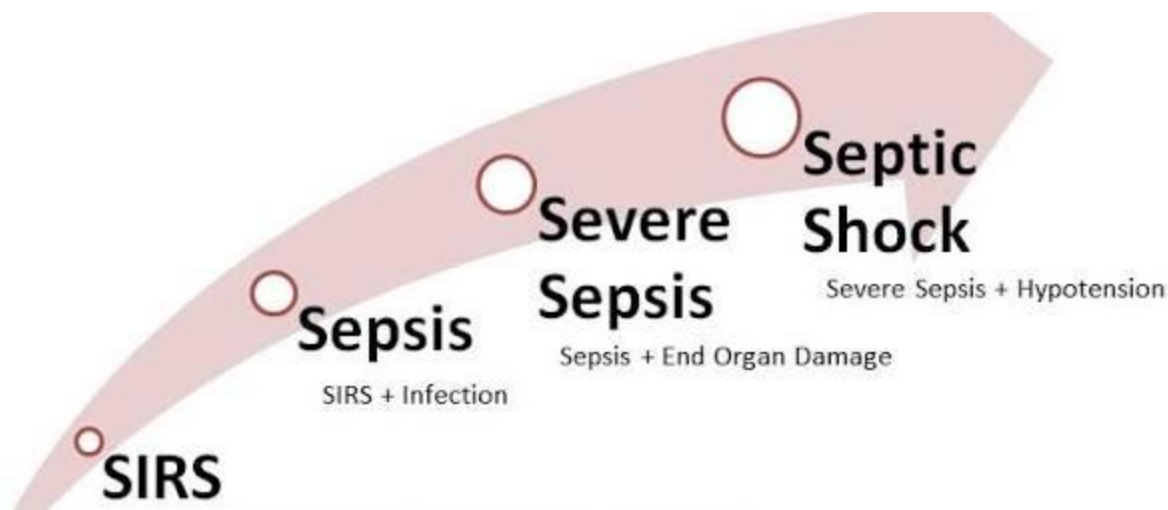 SIRS
Sepsis
SIRS + Infection
Severe
Sepsis
Sepsis + End Organ Damage
Septic
Shock
Severe Sepsis + Hypotension